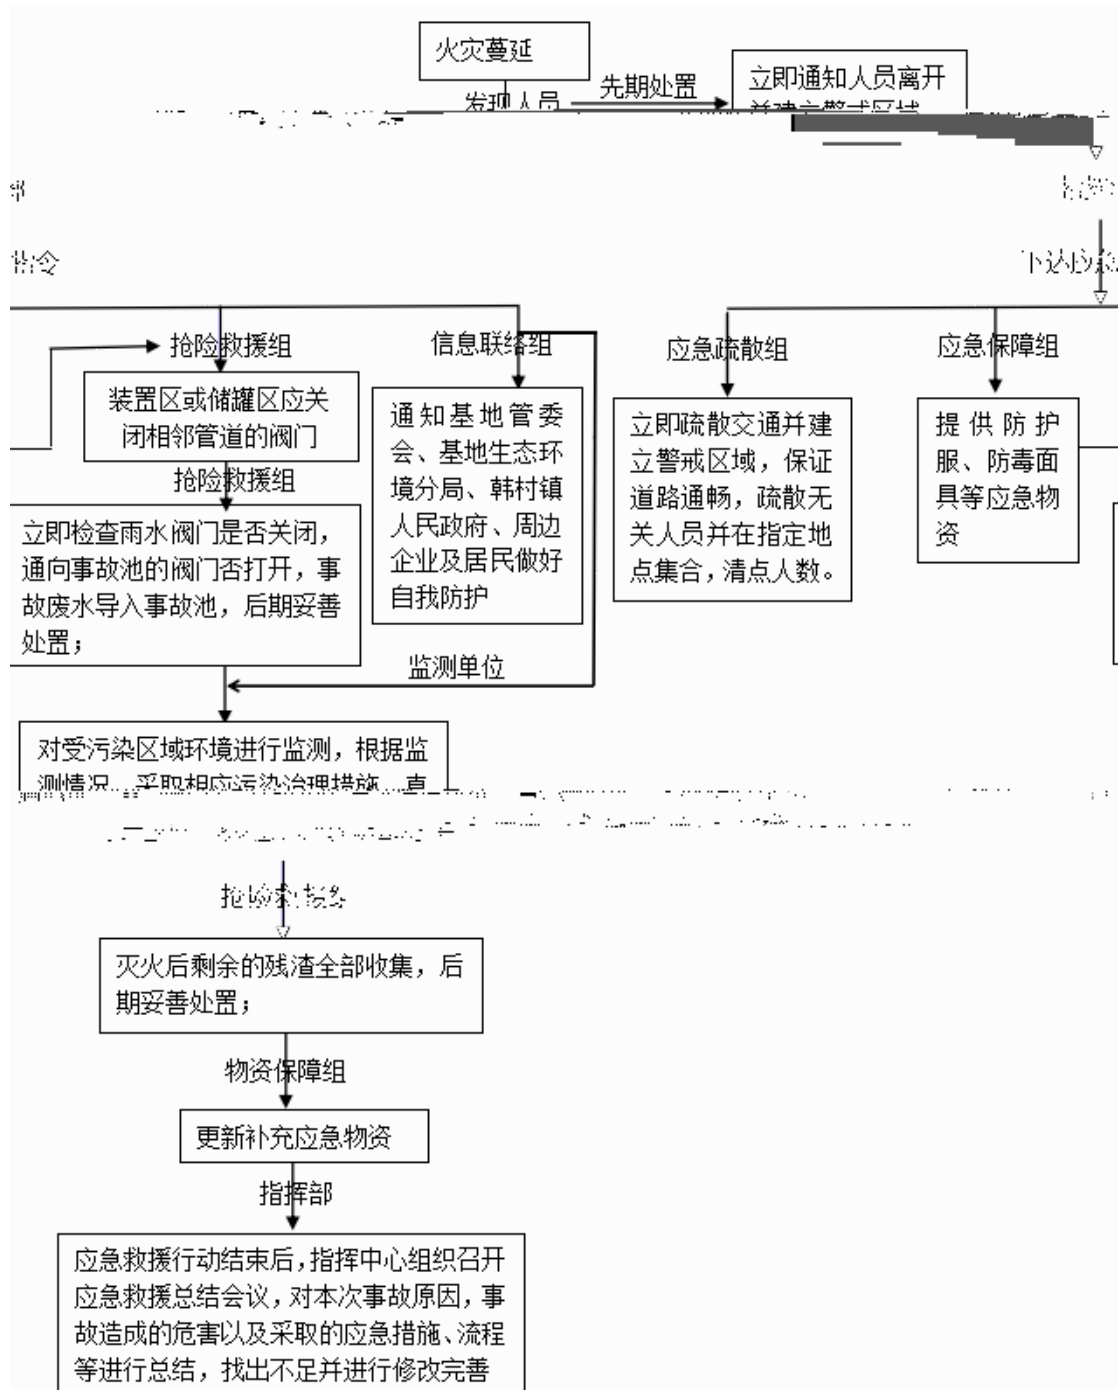 火灾蔓延
先期处置
立即通知人员离开
发现人员
指令
抢险救援组
装置区或储罐区应关
闭相邻管道的阀门
抢险救援组
立即检查雨水阀门是否关闭，
通向事故池的阀门否打开，事
故废水导入事故池，后期妥善
处置；
信息联络组
通知基地管委
会、基地生态环
境分局、韩村镇
人民政府、周边
企业及居民做好
自我防护
应急疏散组
立即疏散交通并建
立警戒区域，保证
道路通畅，疏散无
关人员并在指定地
点集合，清点人数。
应急保障组
提供防护
服、防毒面
具等应急物
资
监测单位
对受污染区域环境进行监测，根据监
灭火后剩余的残渣全部收集，后
期妥善处置；
物资保障组
更新补充应急物资
指挥部
应急救援行动结束后，指挥中心组织召开
应急救援总结会议，对本次事故原因，事
故造成的危害以及采取的应急措施、流程
等进行总结，找出不足并进行修改完善